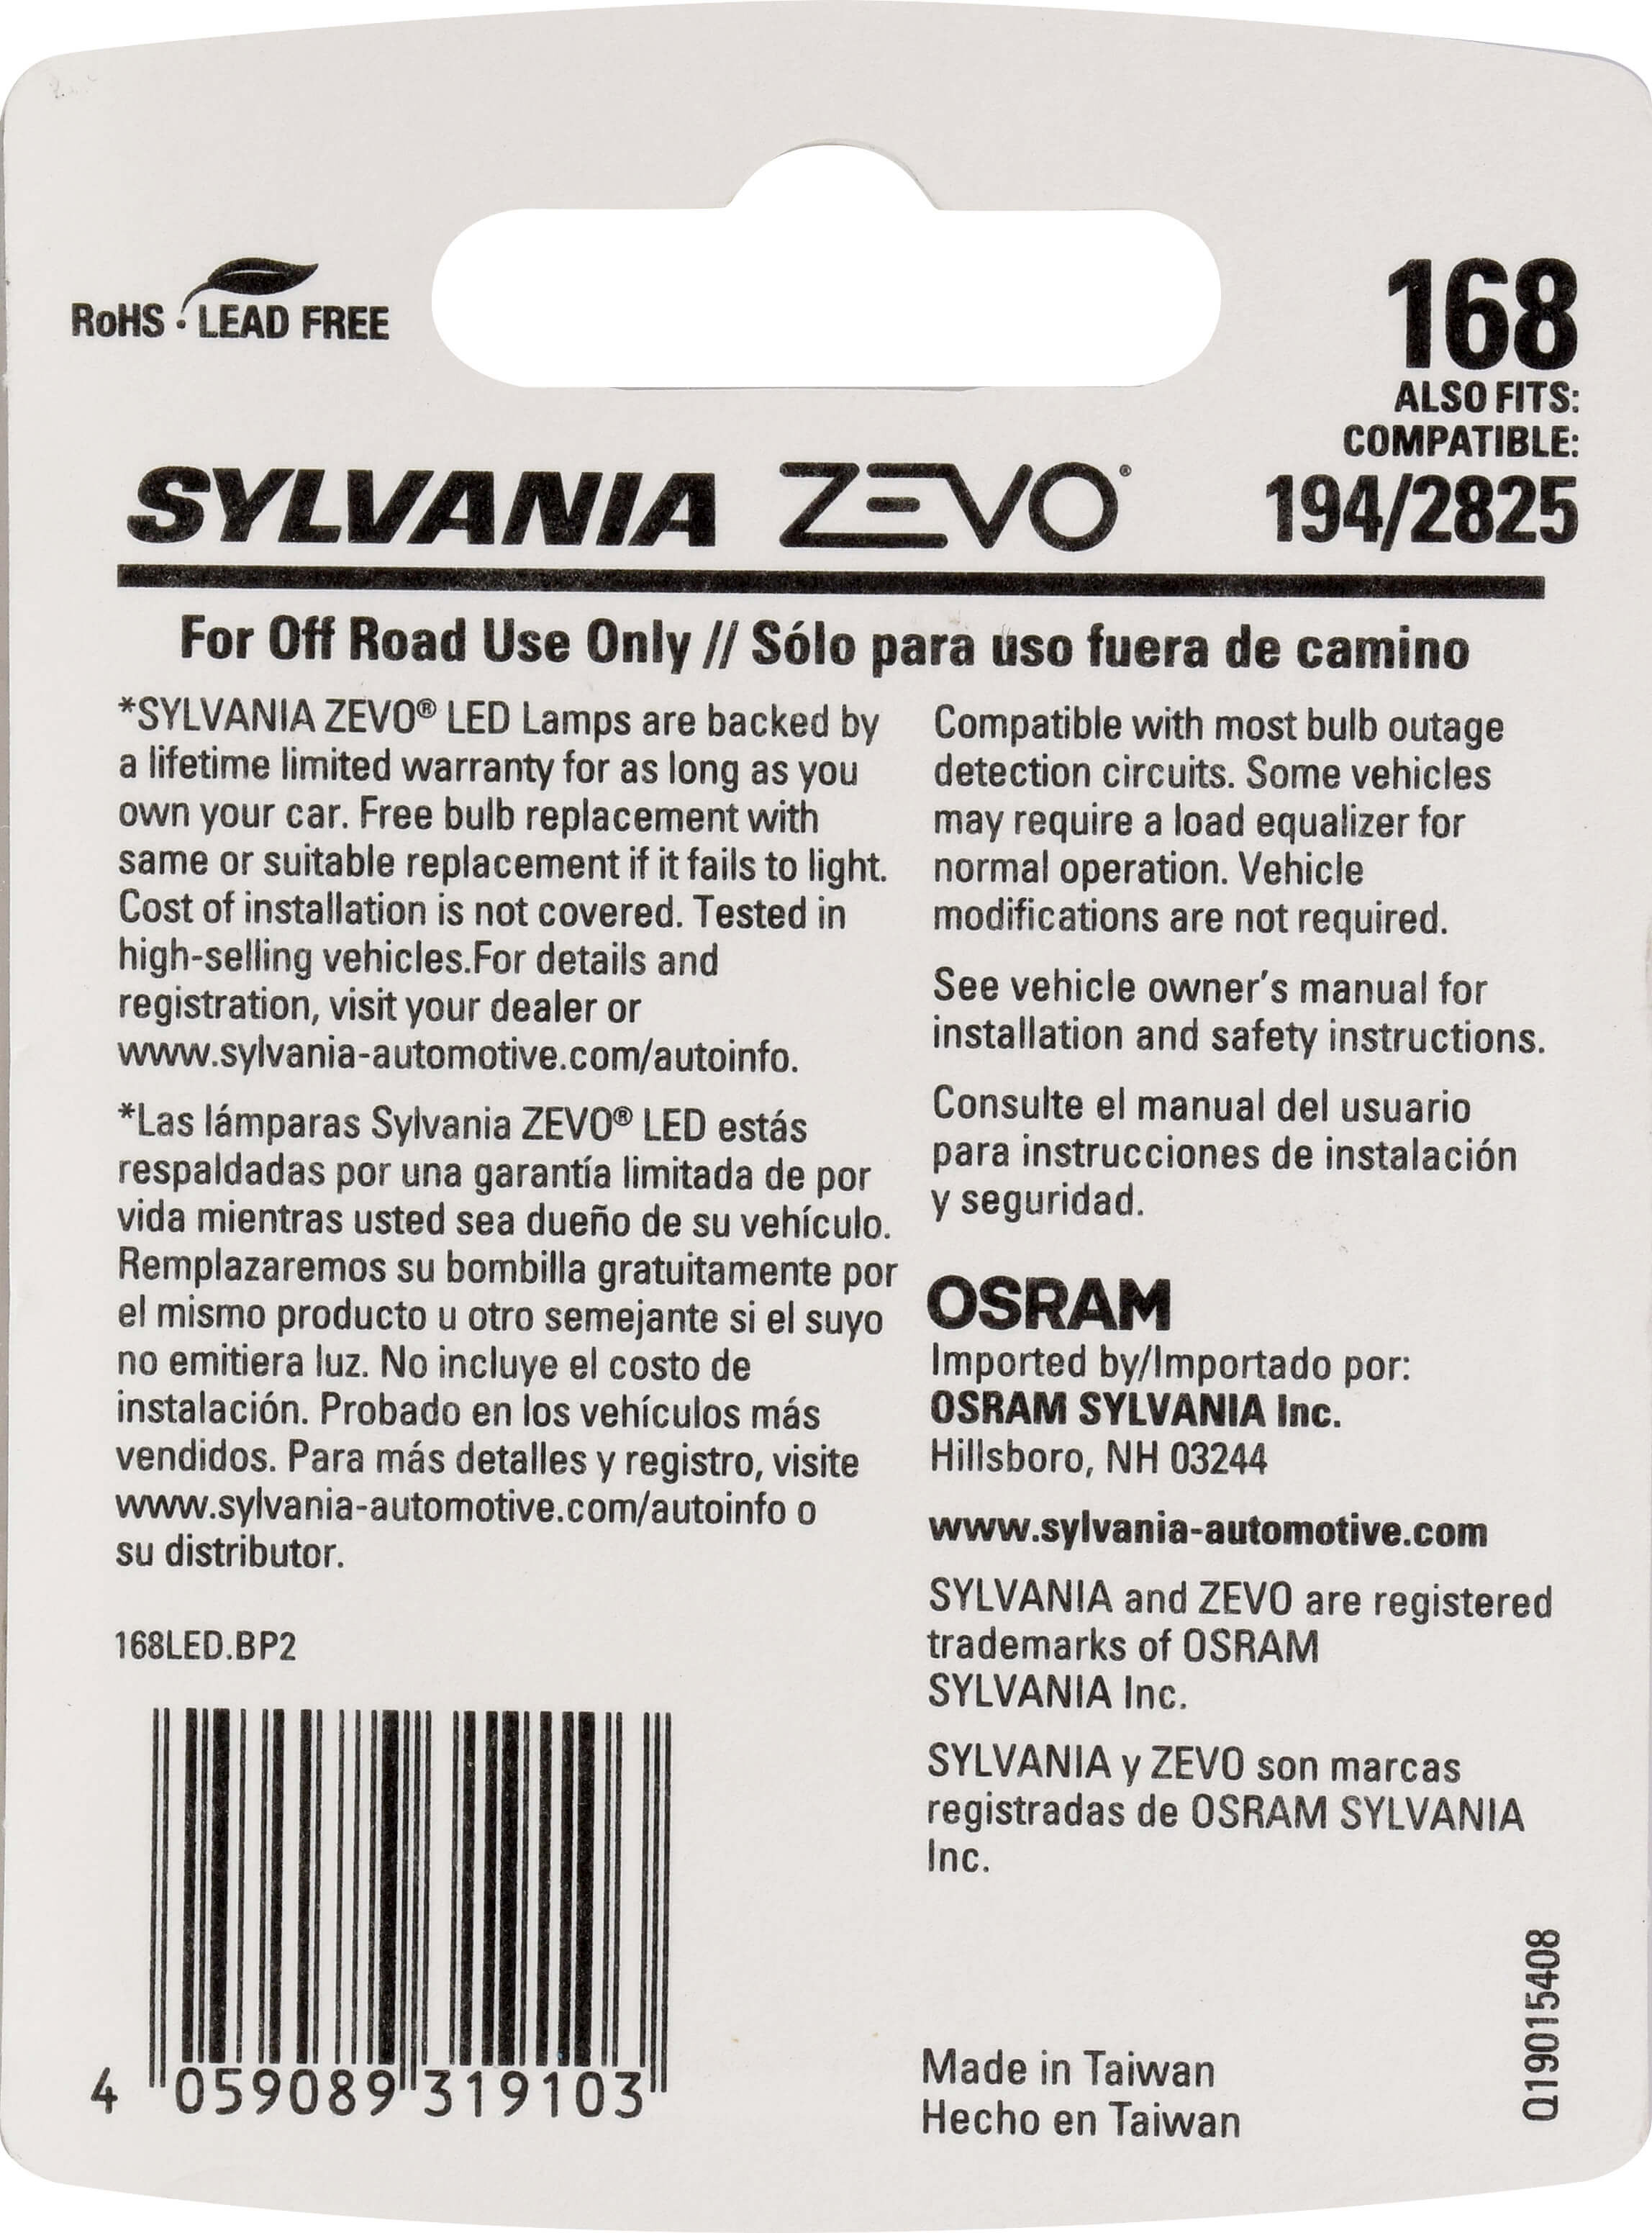 RoHS · LEAD FREE
168
ALSO FITS:
COMPATIBLE:
194/2825
SYLVANIA ZEVO®
For Off Road Use Only // Sólo para uso fuera de camino
*SYLVANIA ZEVO® LED Lamps are backed by
a lifetime limited warranty for as long as you
own your car. Free bulb replacement with
same or suitable replacement if it fails to light.
Cost of installation is not covered. Tested in
high-selling vehicles.For details and
registration, visit your dealer or
www.sylvania-automotive.com/autoinfo.
*Las lámparas Sylvania ZEVO® LED estás
respaldadas por una garantía limitada de por
vida mientras usted sea dueño de su vehículo.
Remplazaremos su bombilla gratuitamente por
el mismo producto u otro semejante si el suyo
no emitiera luz. No incluye el costo de
instalación. Probado en los vehículos más
vendidos. Para más detalles y registro, visite
www.sylvania-automotive.com/autoinfo o
su distributor.
168LED.BP2
4 059089 319103
Compatible with most bulb outage
detection circuits. Some vehicles
may require a load equalizer for
normal operation. Vehicle
modifications are not required.
See vehicle owner's manual for
installation and safety instructions.
Consulte el manual del usuario
para instrucciones de instalación
y seguridad.
OSRAM
Imported by/Importado por:
OSRAM SYLVANIA Inc.
Hillsboro, NH 03244
www.sylvania-automotive.com
SYLVANIA and ZEVO are registered
trademarks of OSRAM
SYLVANIA Inc.
SYLVANIA y ZEVO son marcas
registradas de OSRAM SYLVANIA
Inc.
Made in Taiwan
Hecho en Taiwan
Q19015408